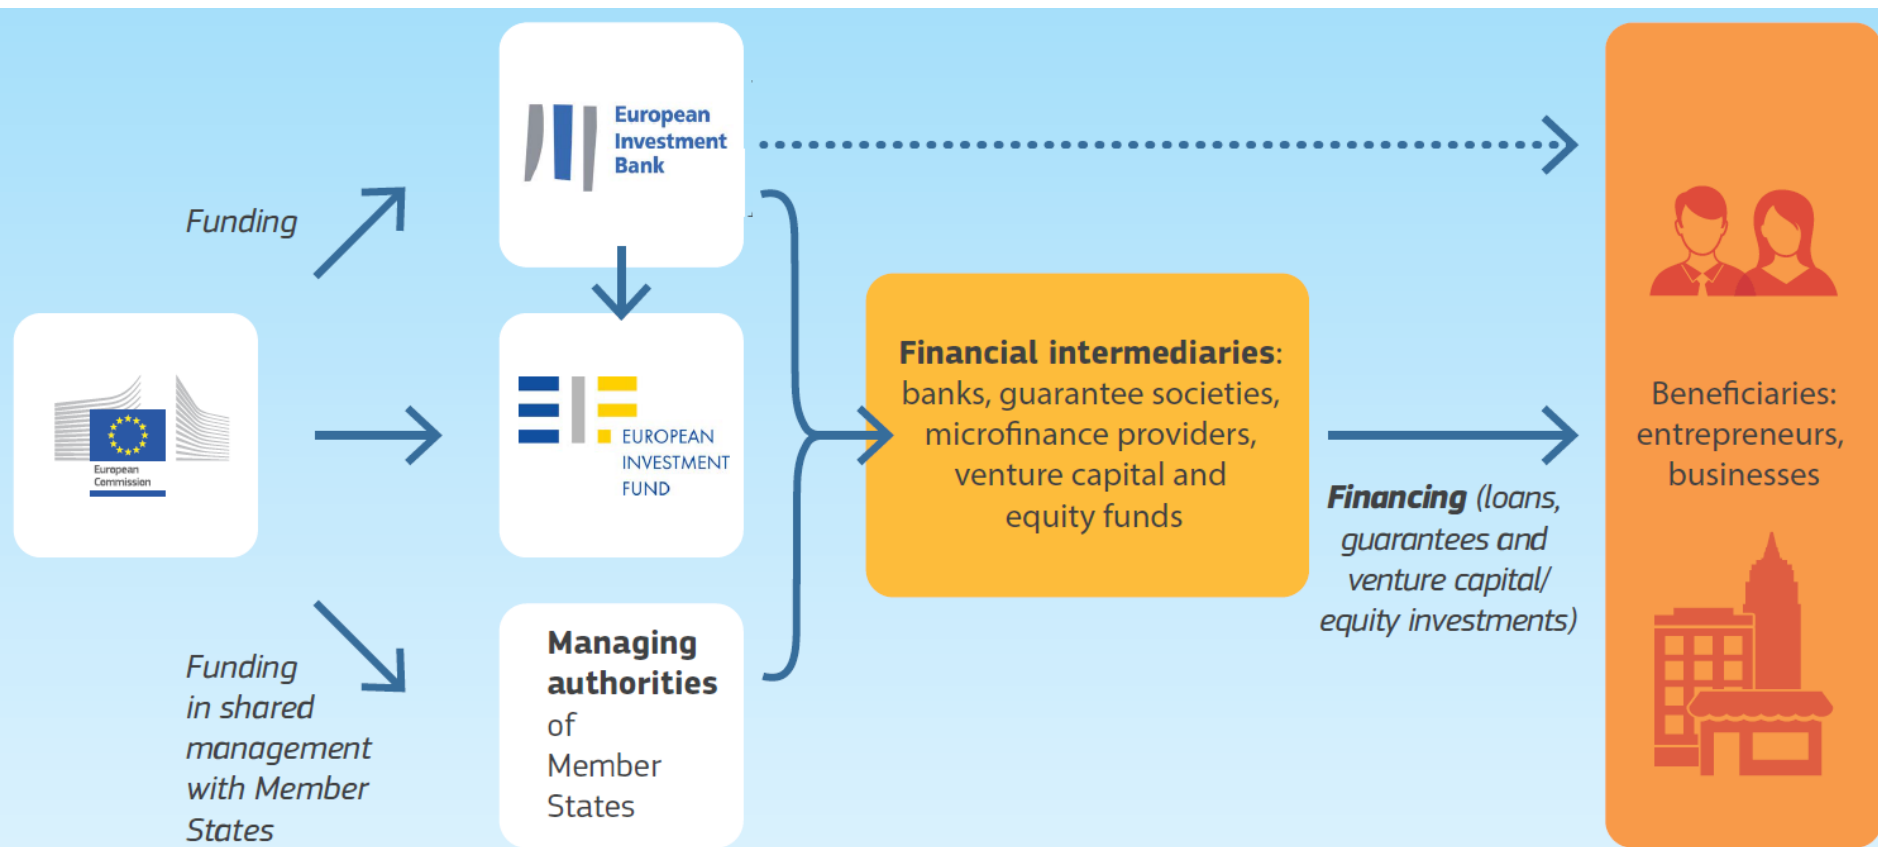 European
Investment
Bank
Funding
European
Commission
EUROPEAN
INVESTMENT
FUND
Financial intermediaries:
banks, guarantee societies,
microfinance providers,
venture capital and
equity funds
Financing (loans,
guarantees and
venture capital/
equity investments)
Beneficiaries:
entrepreneurs,
businesses
Funding
in shared
management
with Member
States
Managing
authorities
of
Member
States